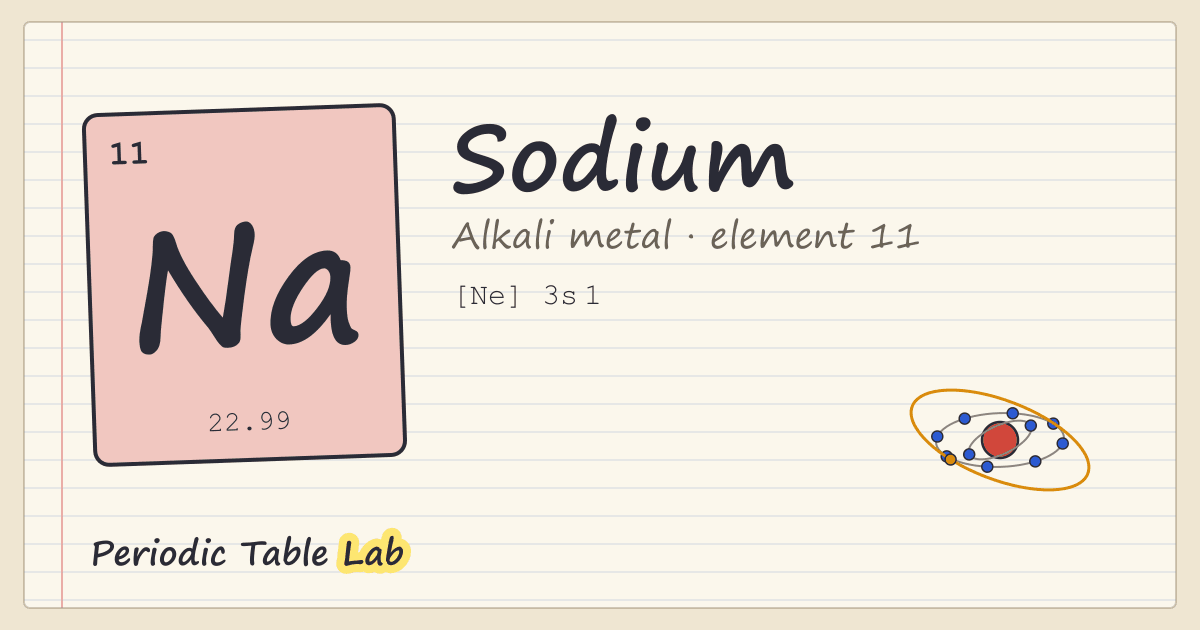 11
Na
22.99
Sodium
Alkali metal · element 11
[Ne] 3s1
Periodic Table Lab